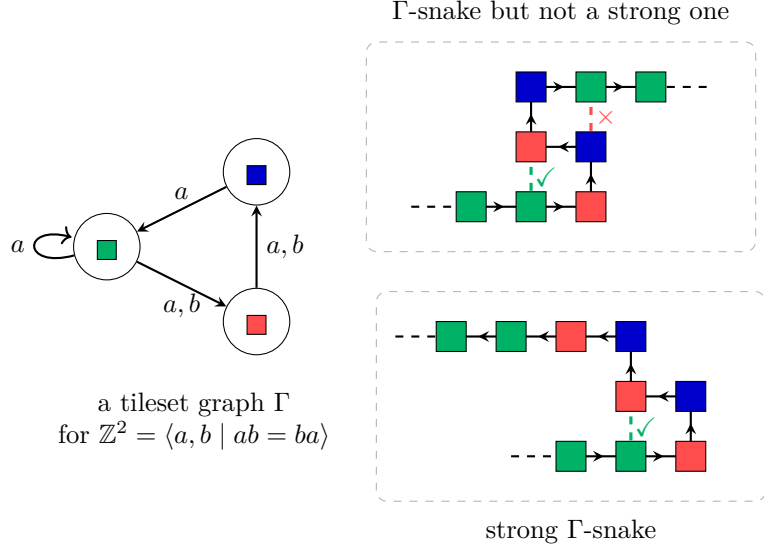 Γ-snake but not a strong one
×
✓
a
a
a, b
a, b
✓
a tileset graph Γ
for ℤ² = ⟨a, b | ab = ba⟩
strong Γ-snake